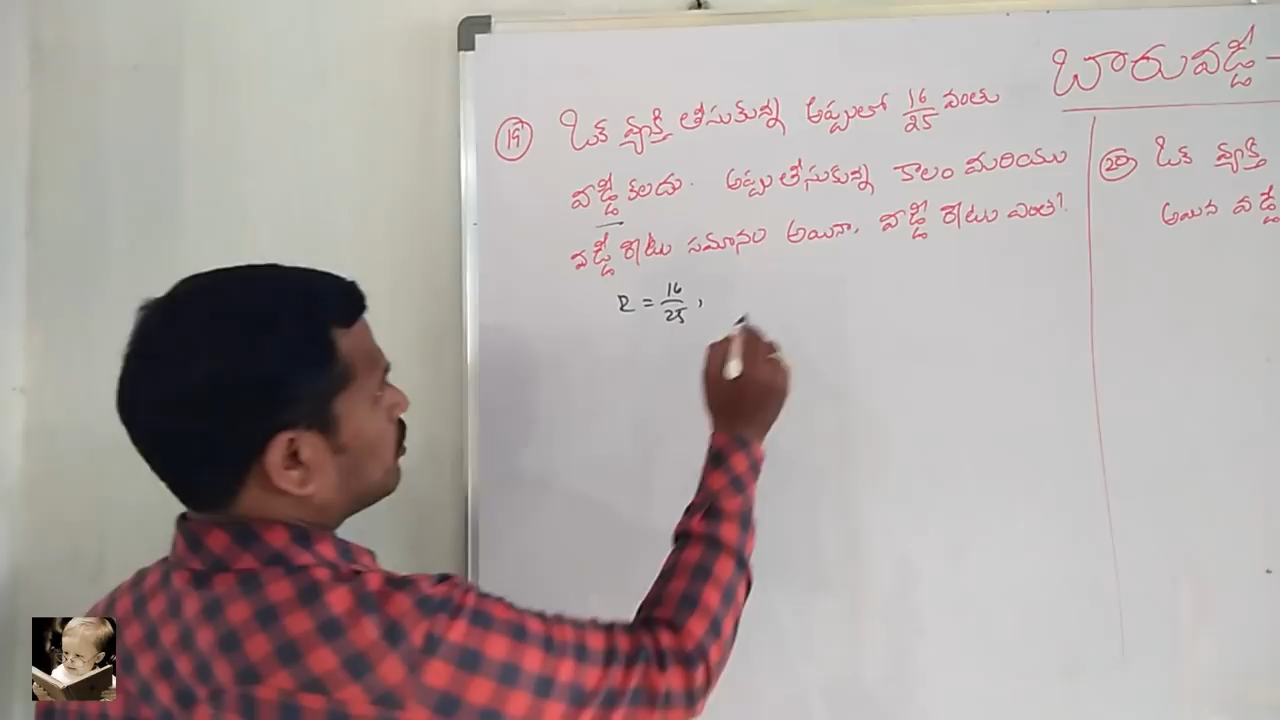 బారువడ్డీ -
19 ఒక వ్యక్తి తీసుకున్న అప్పులో 16/25 వంతు
వడ్డీ కలదు. అప్పు తీసుకున్న కాలం మరియు
వడ్డీ రేటు సమానం అయినా, వడ్డీ రేటు ఎంత?
R = 16/25,
20 ఒక వ్యక్తి
అయిన వడ్డీ